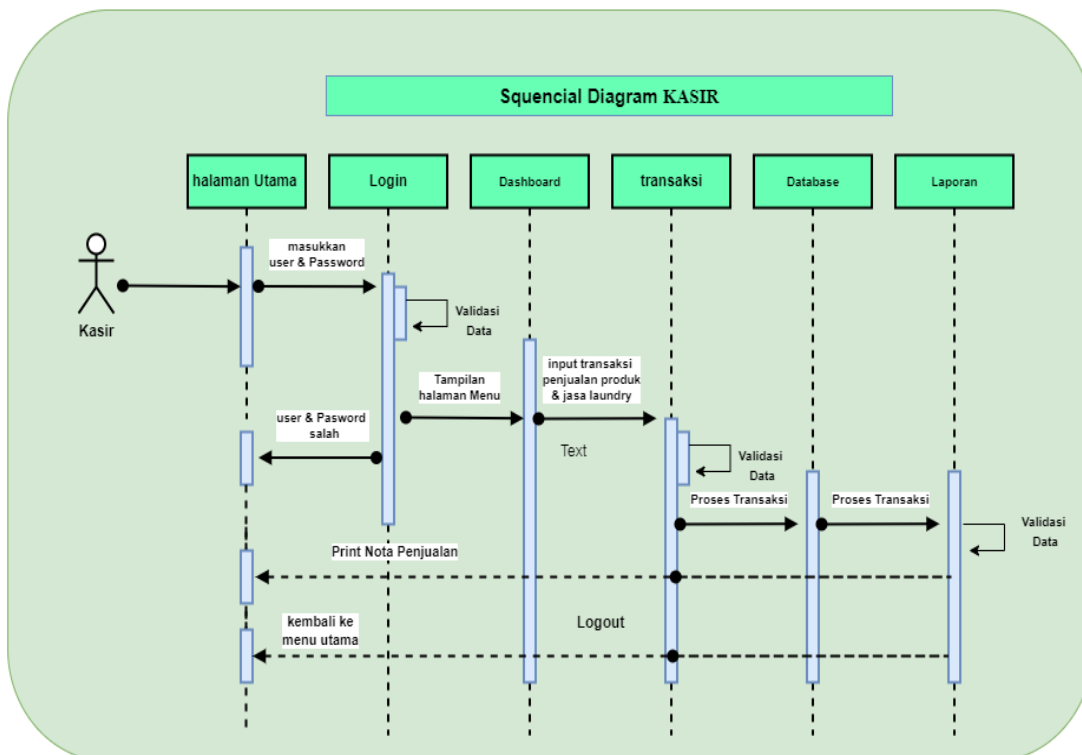 Squencial Diagram KASIR
halaman Utama
Login
Dashboard
transaksi
Database
Laporan
masukkan
user & Password
Kasir
Validasi
Data
Tampilan
halaman Menu
input transaksi
penjualan produk
& jasa laundry
user & Pasword
salah
Text
Validasi
Data
Proses Transaksi
Proses Transaksi
Validasi
Data
Print Nota Penjualan
kembali ke
menu utama
Logout